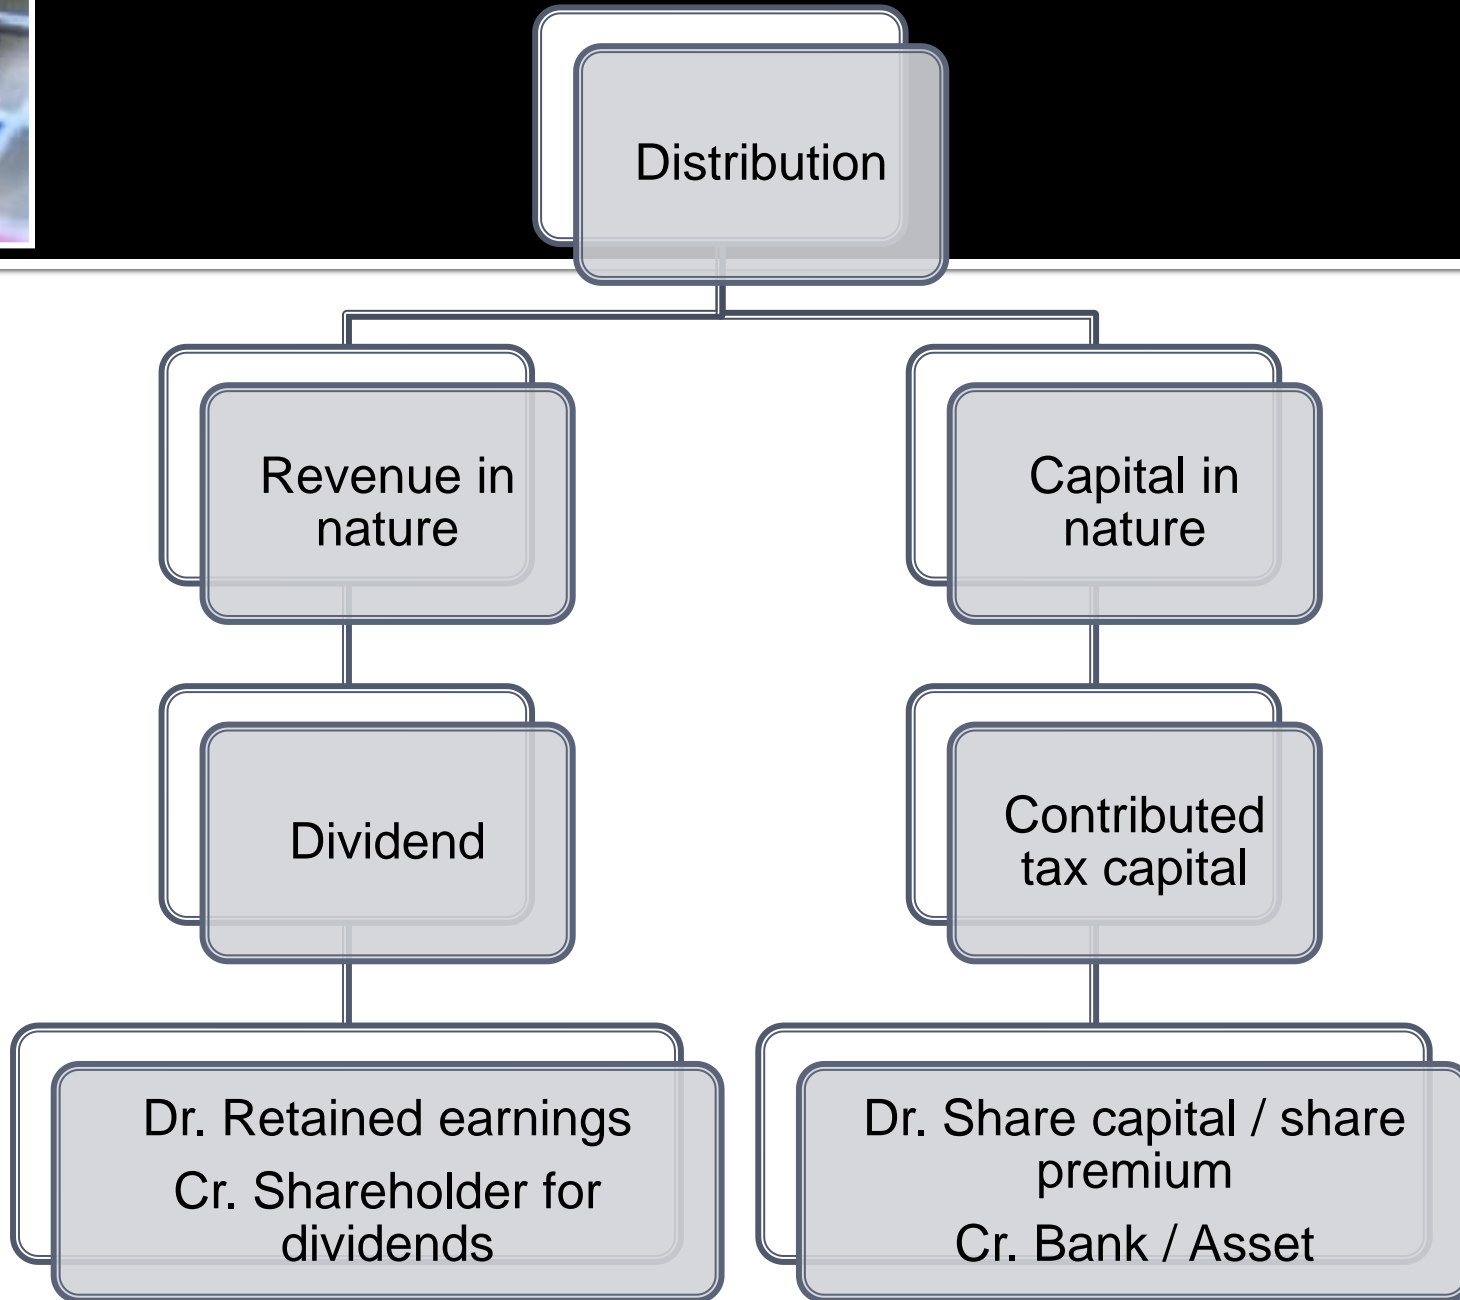 Distribution
Revenue in
nature
Capital in
nature
Dividend
Contributed
tax capital
Dr. Retained earnings
Cr. Shareholder for
dividends
Dr. Share capital / share
premium
Cr. Bank / Asset